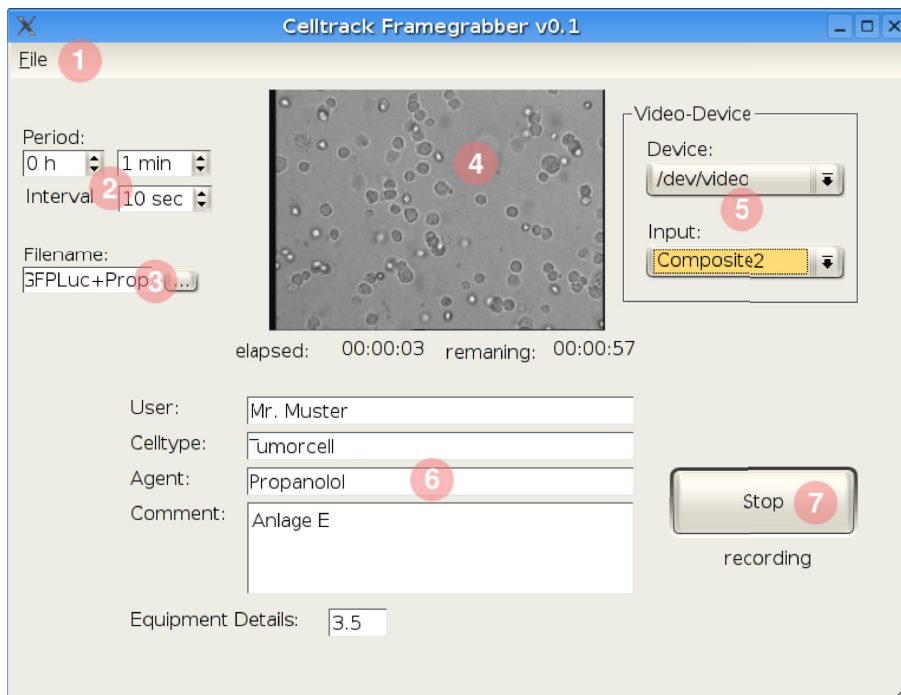 Celltrack Framegrabber v0.1
File 1
Period:
0 h 1 min
Interval 2 10 sec
Filename:
GFPLuc+Prop 3 ...
4
Video-Device
Device:
/dev/video
5
Input:
Composite2
elapsed: 00:00:03 remaning: 00:00:57
User: Mr. Muster
Celltype: Tumorcell
Agent: Propanolol 6
Comment: Anlage E
Stop 7
recording
Equipment Details: 3.5